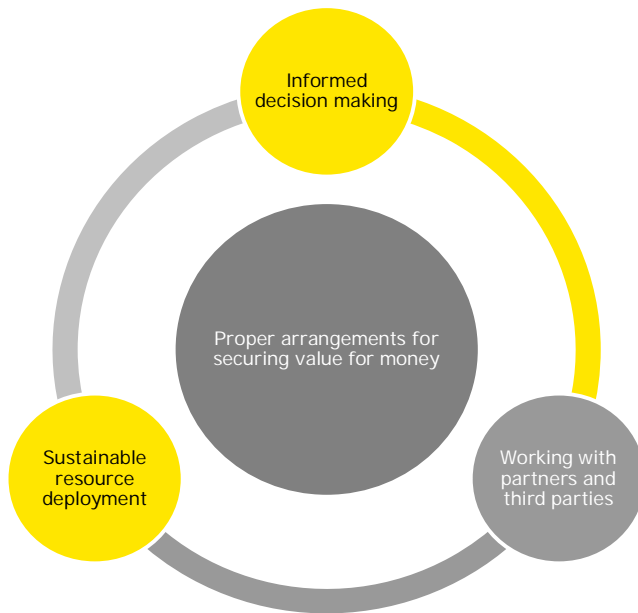 Informed
decision making
Proper arrangements for
securing value for money
Sustainable
resource
deployment
Working with
partners and
third parties